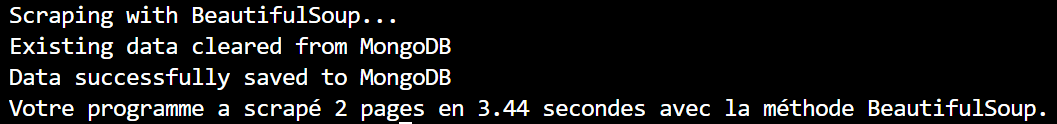 Scraping with BeautifulSoup...
Existing data cleared from MongoDB
Data successfully saved to MongoDB
Votre programme a scrapé 2 pages en 3.44 secondes avec la méthode BeautifulSoup.